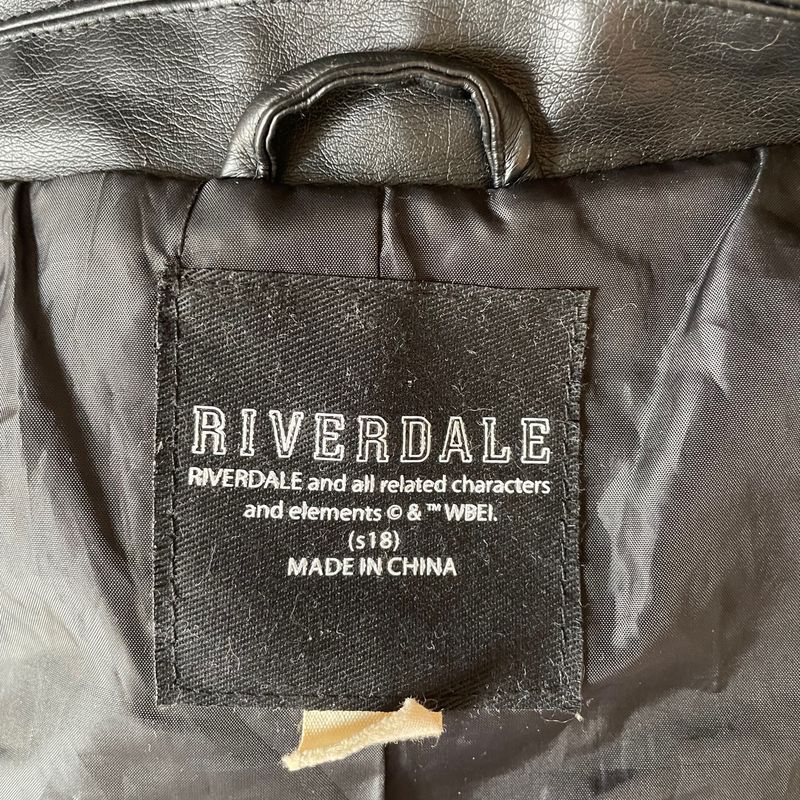 RIVERDALE
RIVERDALE and all related characters
and elements © & ™ WBEI.
(s18)
MADE IN CHINA